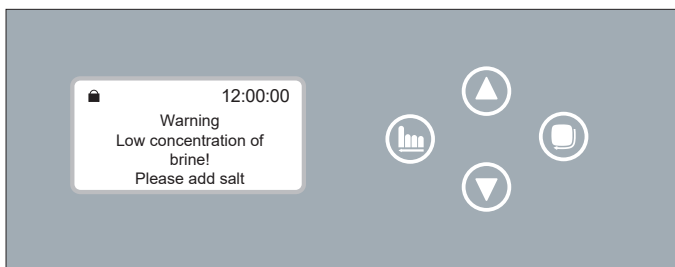 12:00:00
Warning
Low concentration of
brine!
Please add salt